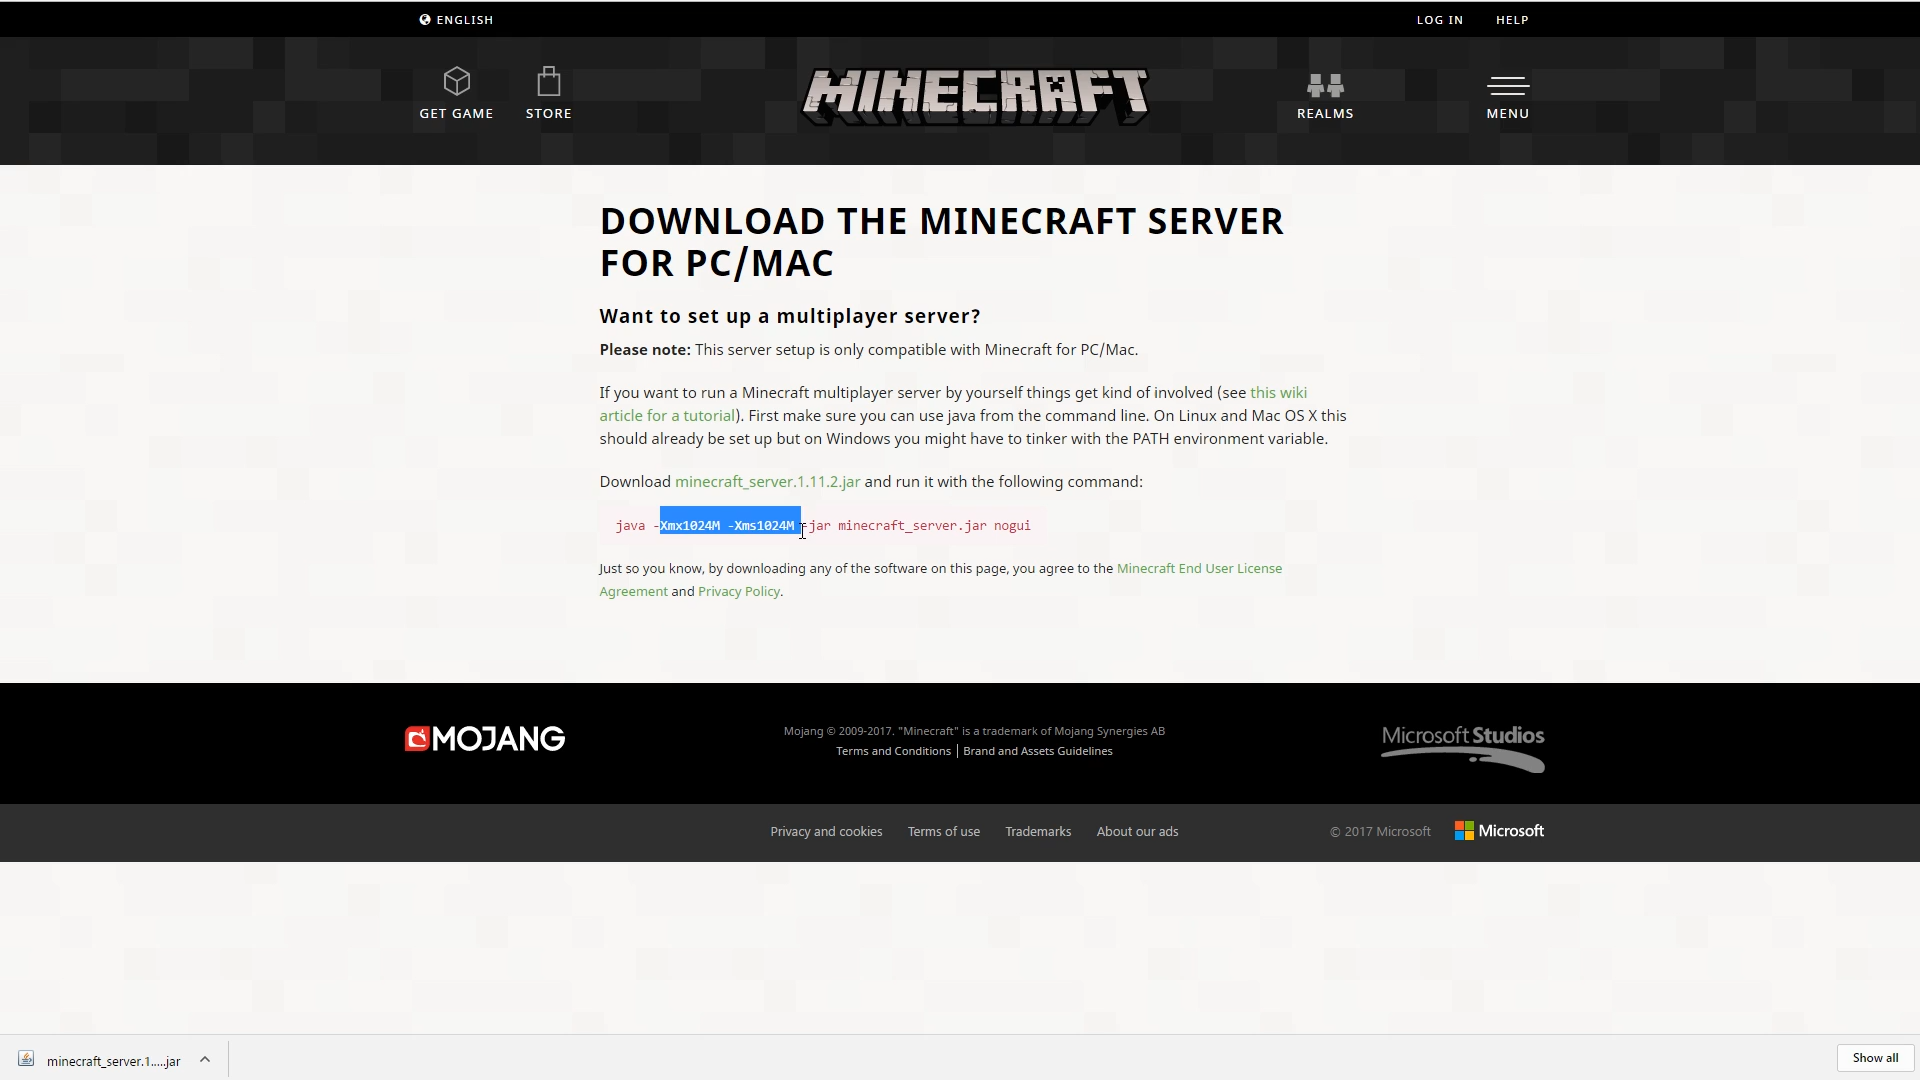 ENGLISH
LOG IN
HELP
GET GAME
STORE
MINECRAFT
REALMS
MENU
DOWNLOAD THE MINECRAFT SERVER
FOR PC/MAC
Want to set up a multiplayer server?
Please note: This server setup is only compatible with Minecraft for PC/Mac.
If you want to run a Minecraft multiplayer server by yourself things get kind of involved (see this wiki
article for a tutorial). First make sure you can use java from the command line. On Linux and Mac OS X this
should already be set up but on Windows you might have to tinker with the PATH environment variable.
Download minecraft_server.1.11.2.jar and run it with the following command:
java -Xmx1024M -Xms1024M -jar minecraft_server.jar nogui
Just so you know, by downloading any of the software on this page, you agree to the Minecraft End User License
Agreement and Privacy Policy.
MOJANG
Mojang © 2009-2017. "Minecraft" is a trademark of Mojang Synergies AB
Terms and Conditions | Brand and Assets Guidelines
Microsoft Studios
Privacy and cookies
Terms of use
Trademarks
About our ads
© 2017 Microsoft
Microsoft
minecraft_server.1.....jar
Show all